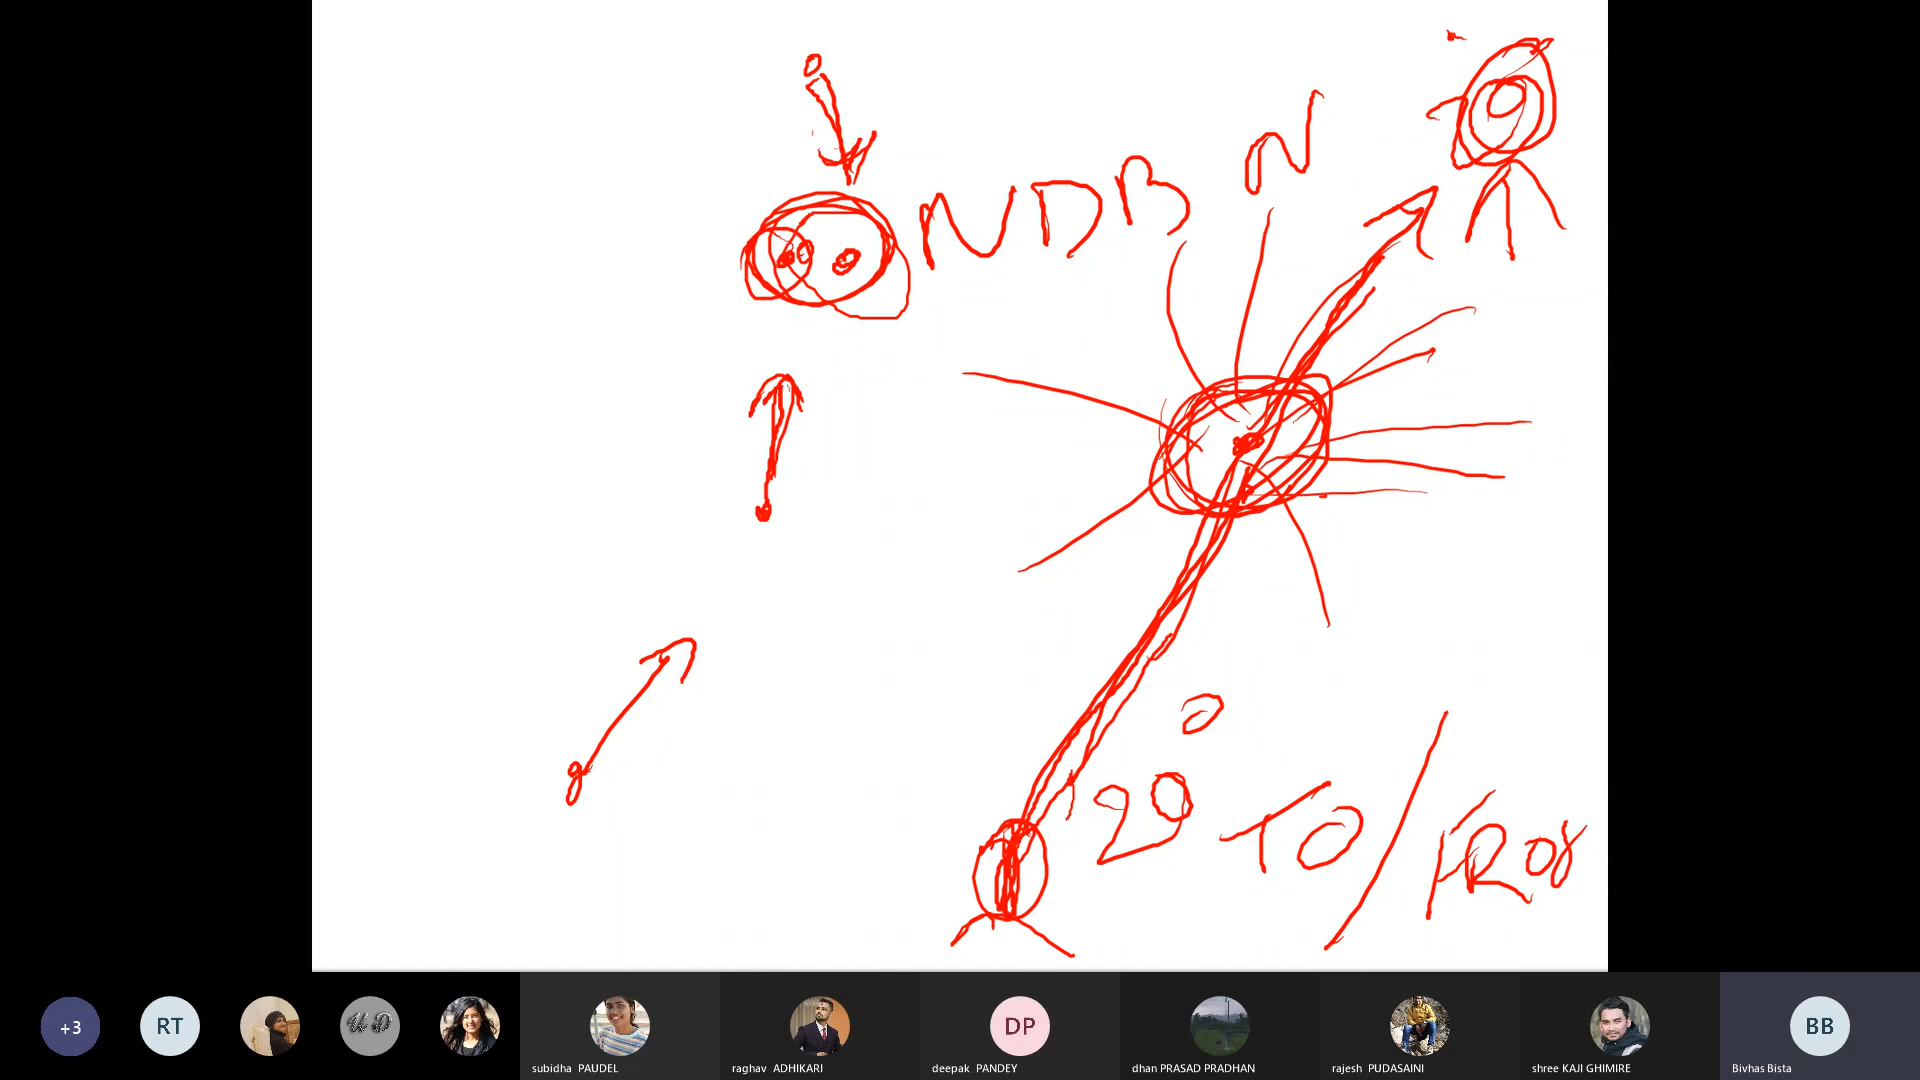 N
NDB
20°
TO/FROM
+3
RT
U D
DP
BB
subidha PAUDEL
raghav ADHIKARI
deepak PANDEY
dhan PRASAD PRADHAN
rajesh PUDASAINI
shree KAJI GHIMIRE
Bivhas Bista